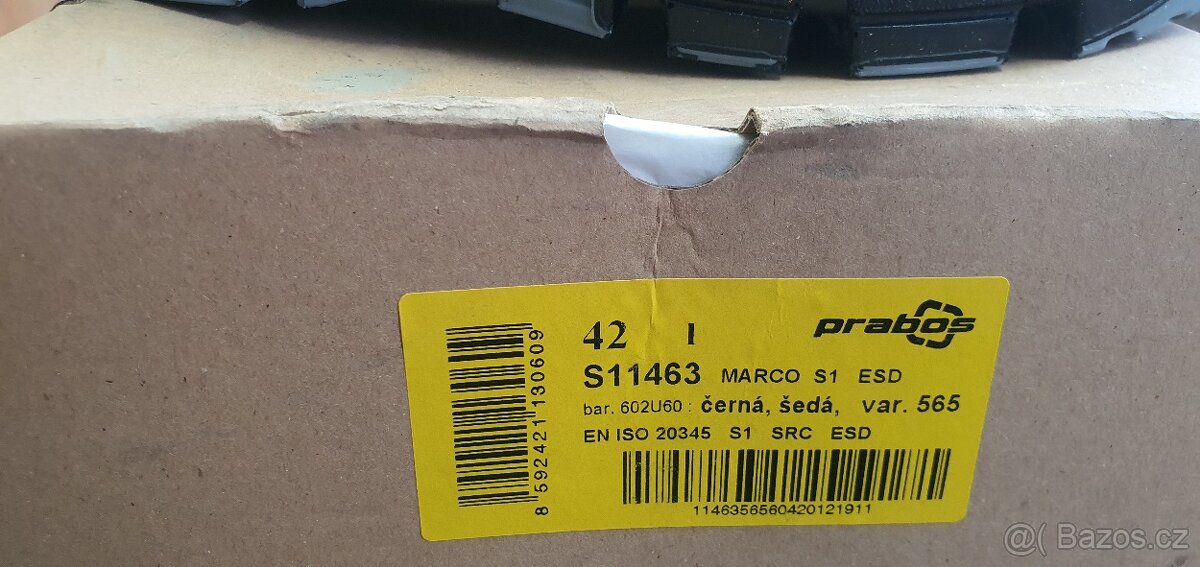 42 I
prabos
S11463 MARCO S1 ESD
bar. 602U60 : černá, šedá, var. 565
EN ISO 20345 S1 SRC ESD
1146356560420121911
8 592421 130609
@( Bazos.cz